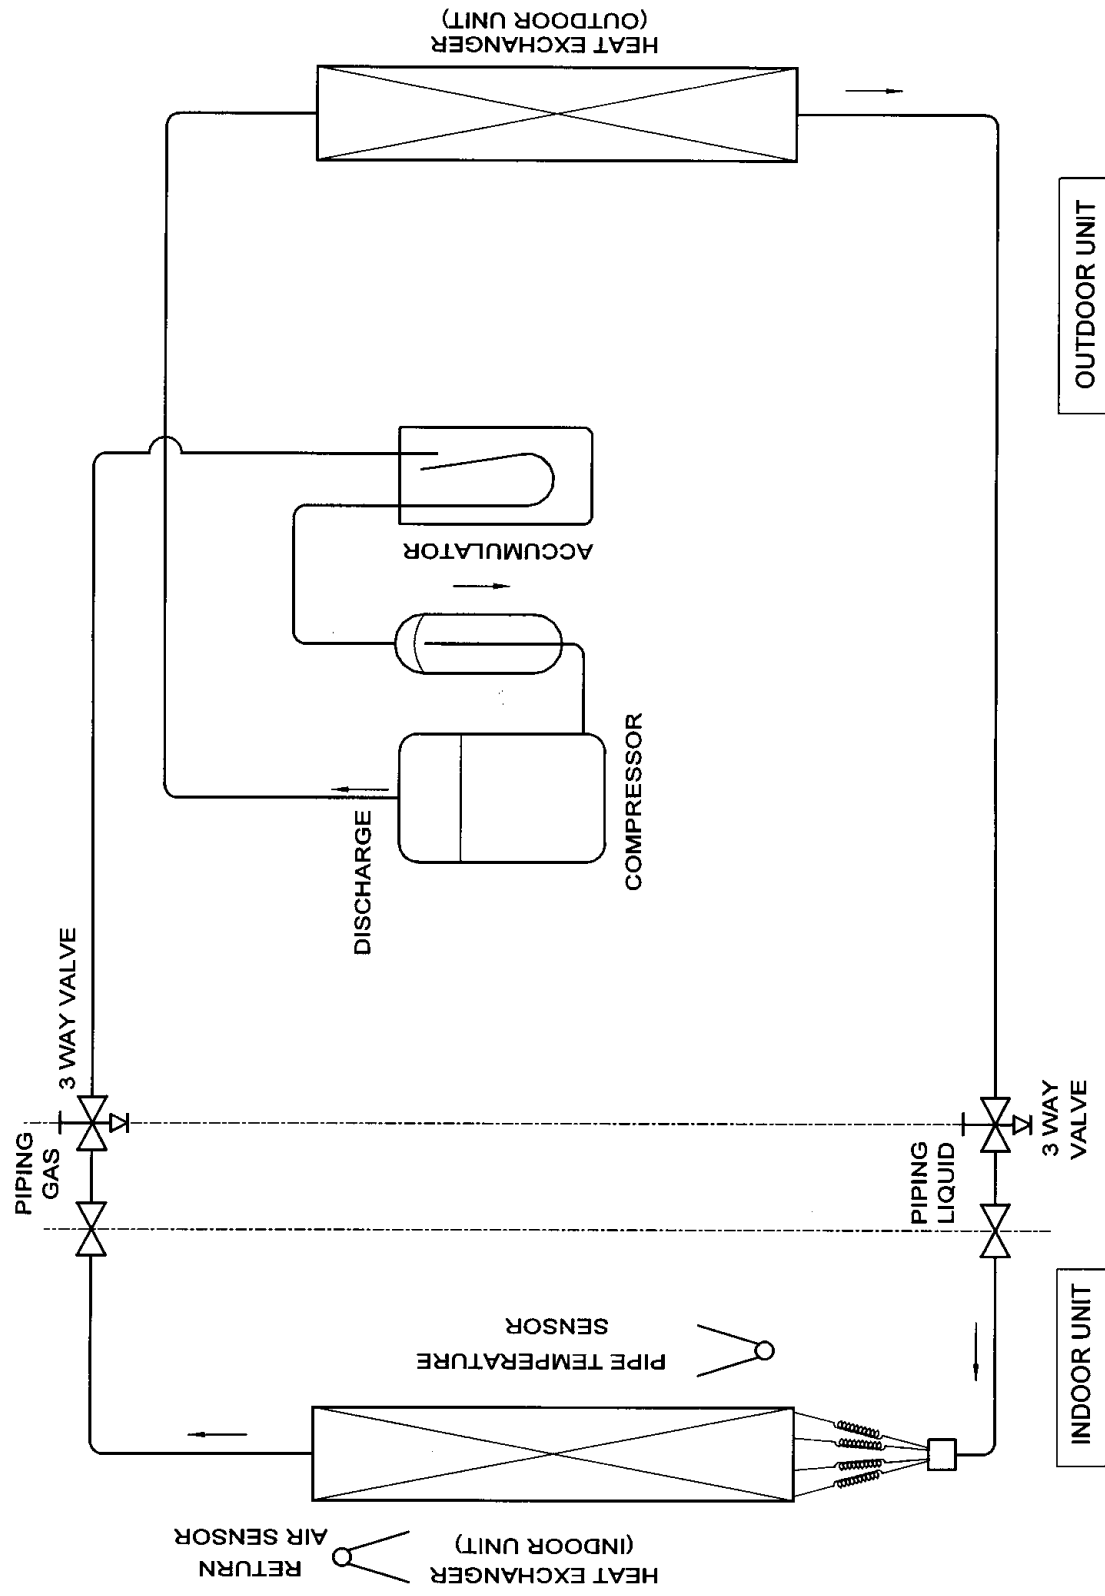 HEAT EXCHANGER
(OUTDOOR UNIT)
OUTDOOR UNIT
ACCUMULATOR
COMPRESSOR
DISCHARGE
3 WAY VALVE
PIPING
GAS
PIPING
LIQUID
3 WAY
VALVE
PIPE TEMPERATURE
SENSOR
INDOOR UNIT
RETURN
AIR SENSOR
HEAT EXCHANGER
(INDOOR UNIT)